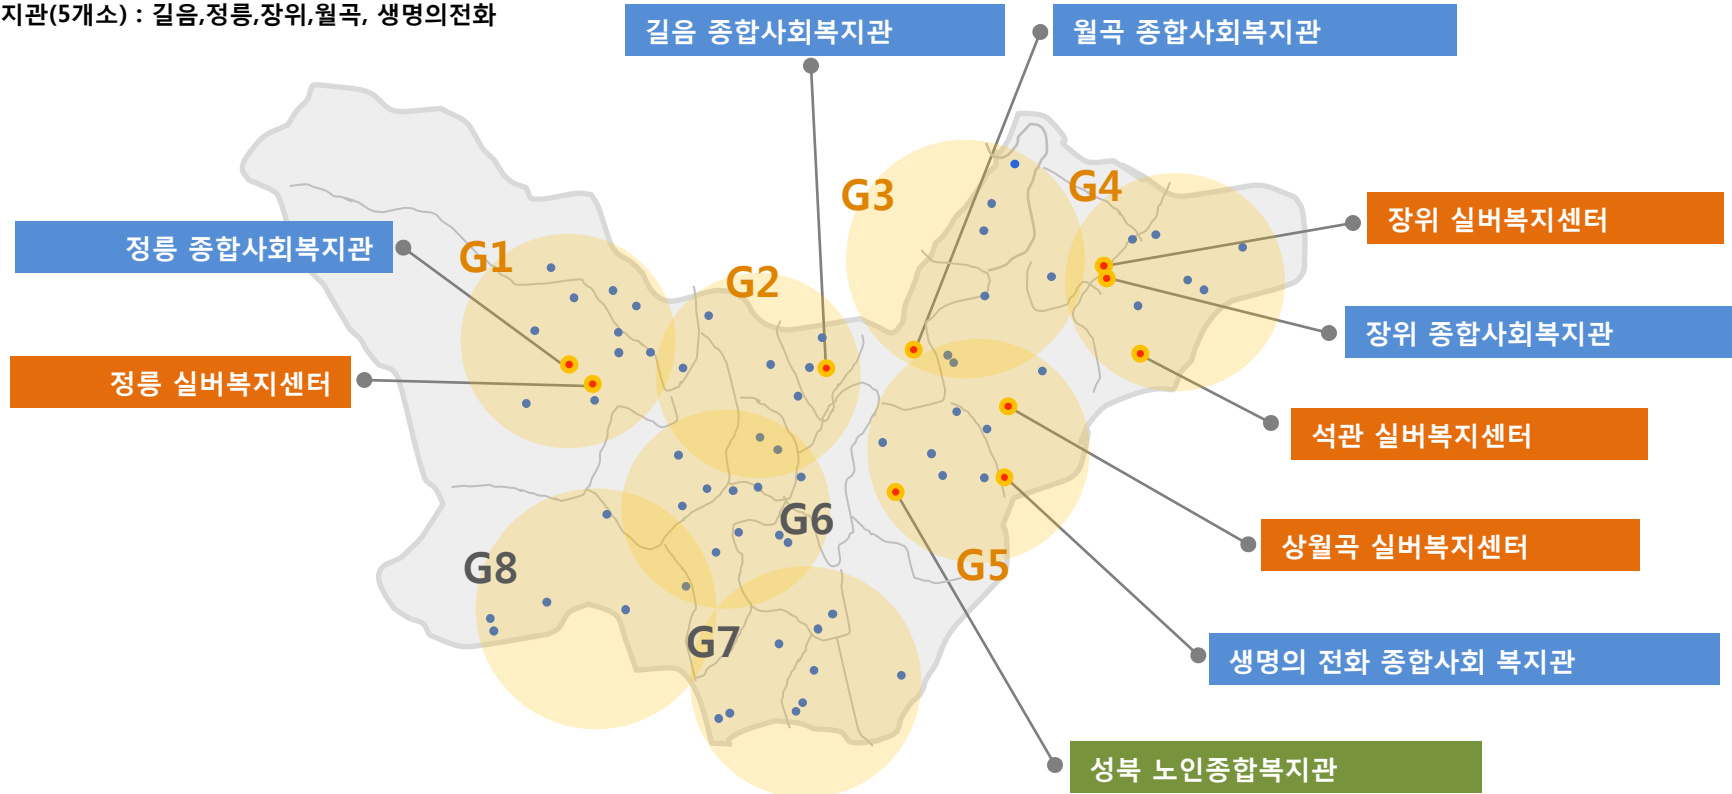 지관(5개소) : 길음,정릉,장위,월곡, 생명의전화
길음 종합사회복지관
월곡 종합사회복지관
G3
G4
장위 실버복지센터
정릉 종합사회복지관
G1
G2
장위 종합사회복지관
정릉 실버복지센터
석관 실버복지센터
G6
상월곡 실버복지센터
G8
G5
G7
생명의 전화 종합사회 복지관
성북 노인종합복지관